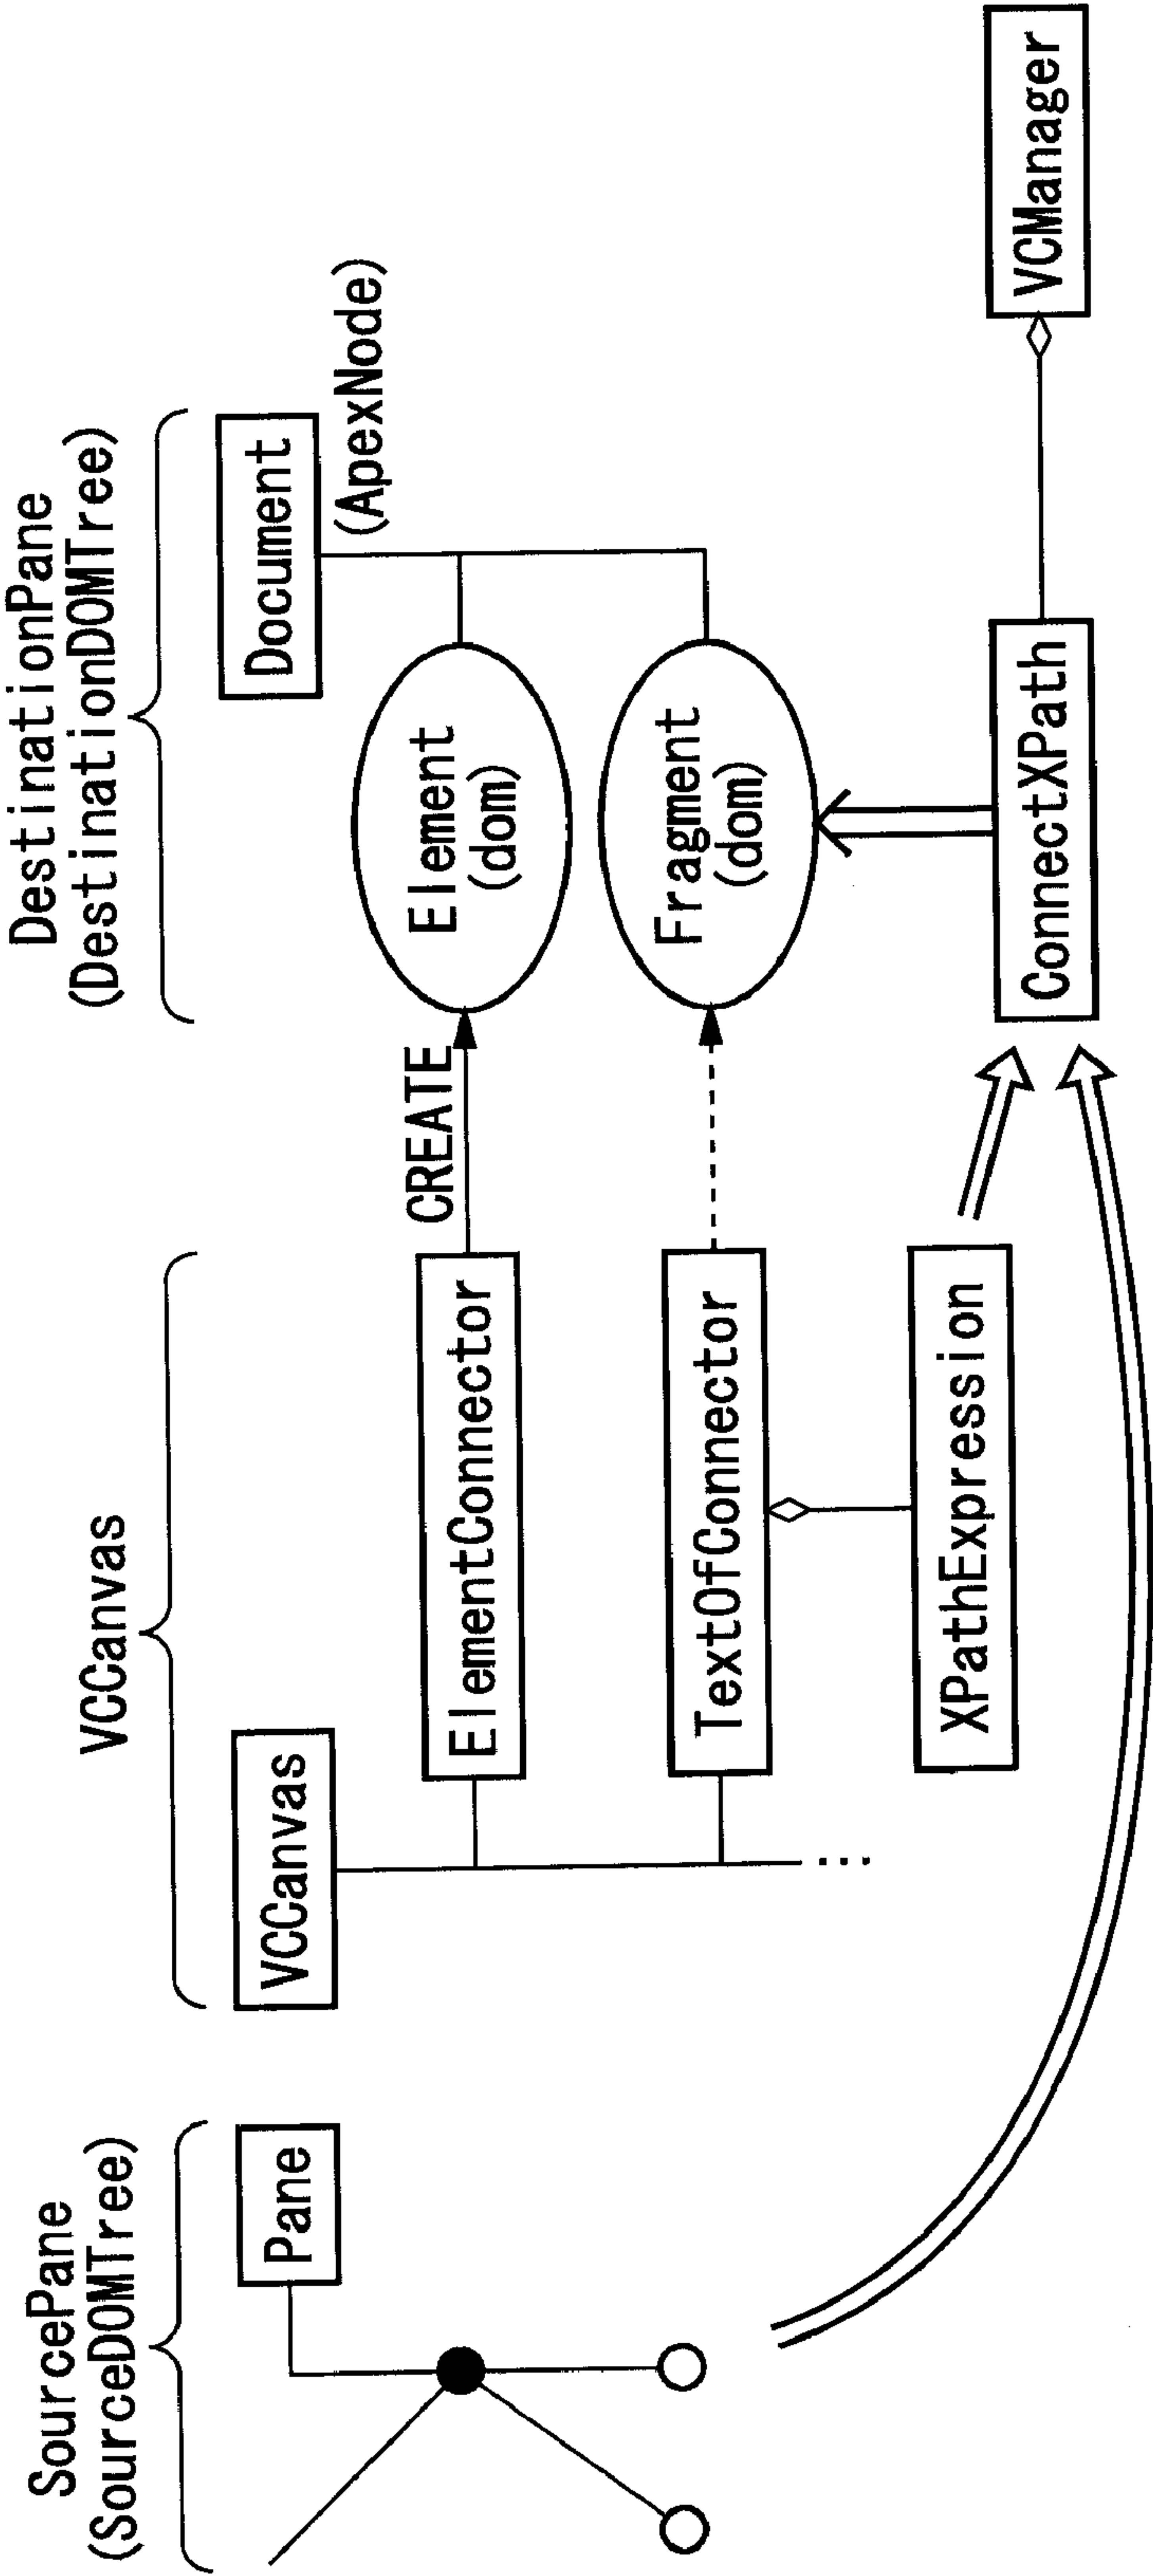 SourcePane
(SourceDOMTree)
Pane
VCCanvas
VCCanvas
ElementConnector
TextOfConnector
XPathExpression
...
CREATE
DestinationPane
(DestinationDOMTree)
Document
(ApexNode)
Element
(dom)
Fragment
(dom)
ConnectXPath
VCManager